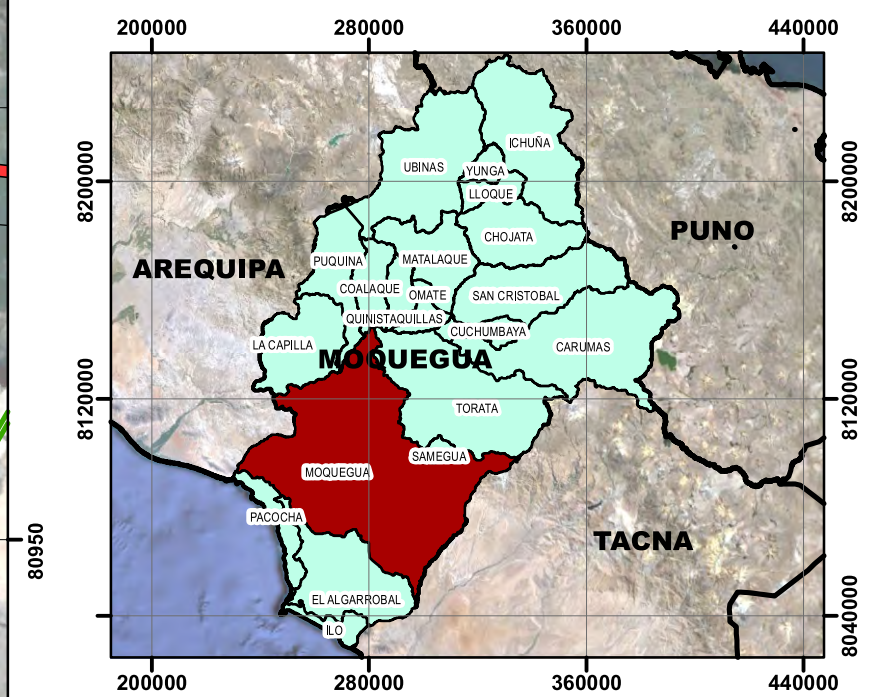 200000 280000 360000 440000
ICHUÑA
UBINAS
YUNGA
8200000 8200000
LLOQUE
PUNO
CHOJATA
PUQUINA
MATALAQUE
AREQUIPA
COALAQUE
OMATE
SAN CRISTOBAL
QUINISTAQUILLAS
CUCHUMBAYA
LA CAPILLA
CARUMAS
MOQUEGUA
8120000 8120000
TORATA
SAMEGUA
MOQUEGUA
PACOCHA
TACNA
80950
EL ALGARROBAL
8040000
ILO
200000 280000 360000 440000